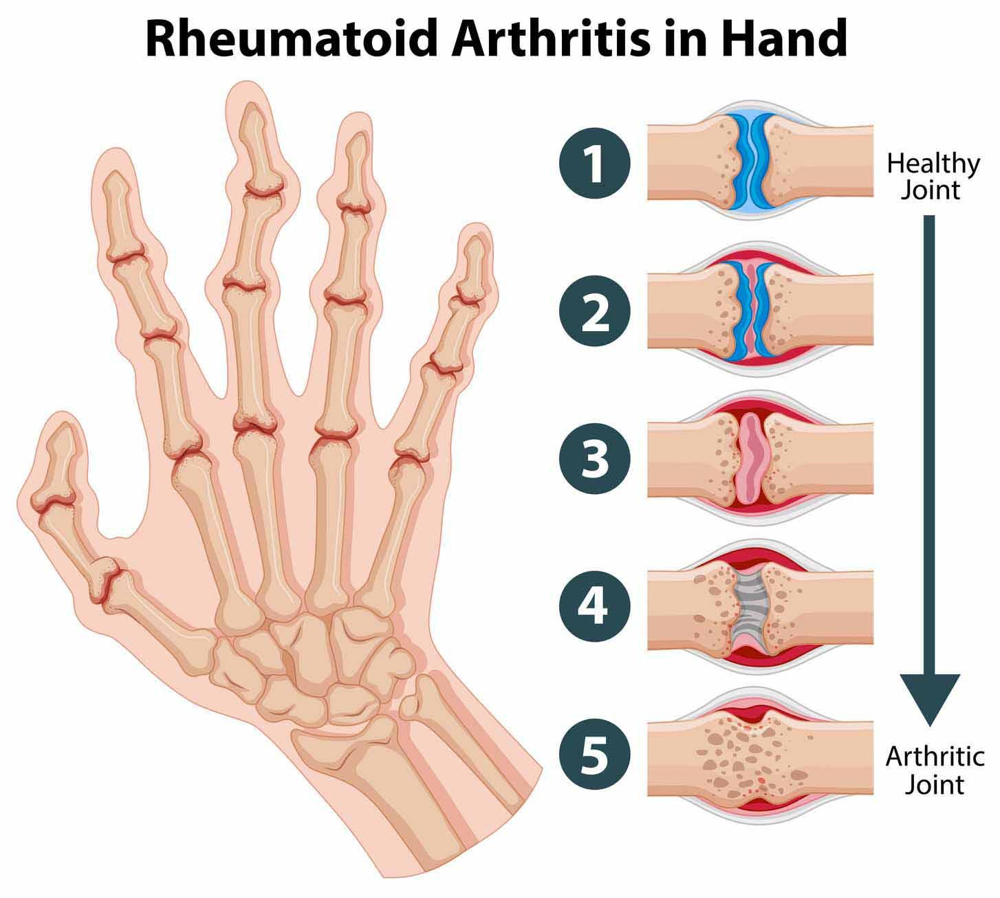 Rheumatoid Arthritis in Hand
1
Healthy
Joint
2
3
4
5
Arthritic
Joint